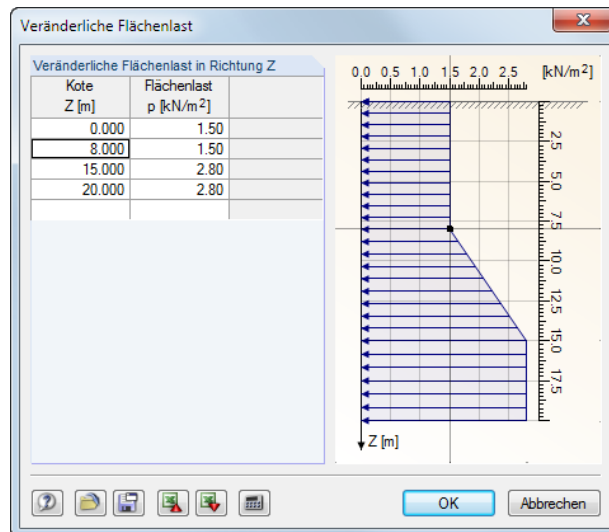 Veränderliche Flächenlast
Veränderliche Flächenlast in Richtung Z
Kote Flächenlast
Z [m] p [kN/m²]
0.000 1.50
8.000 1.50
15.000 2.80
20.000 2.80
0.0 0.5 1.0 1.5 2.0 2.5 [kN/m²]
2.5
5.0
7.5
10.0
12.5
15.0
17.5
Z [m]
OK Abbrechen